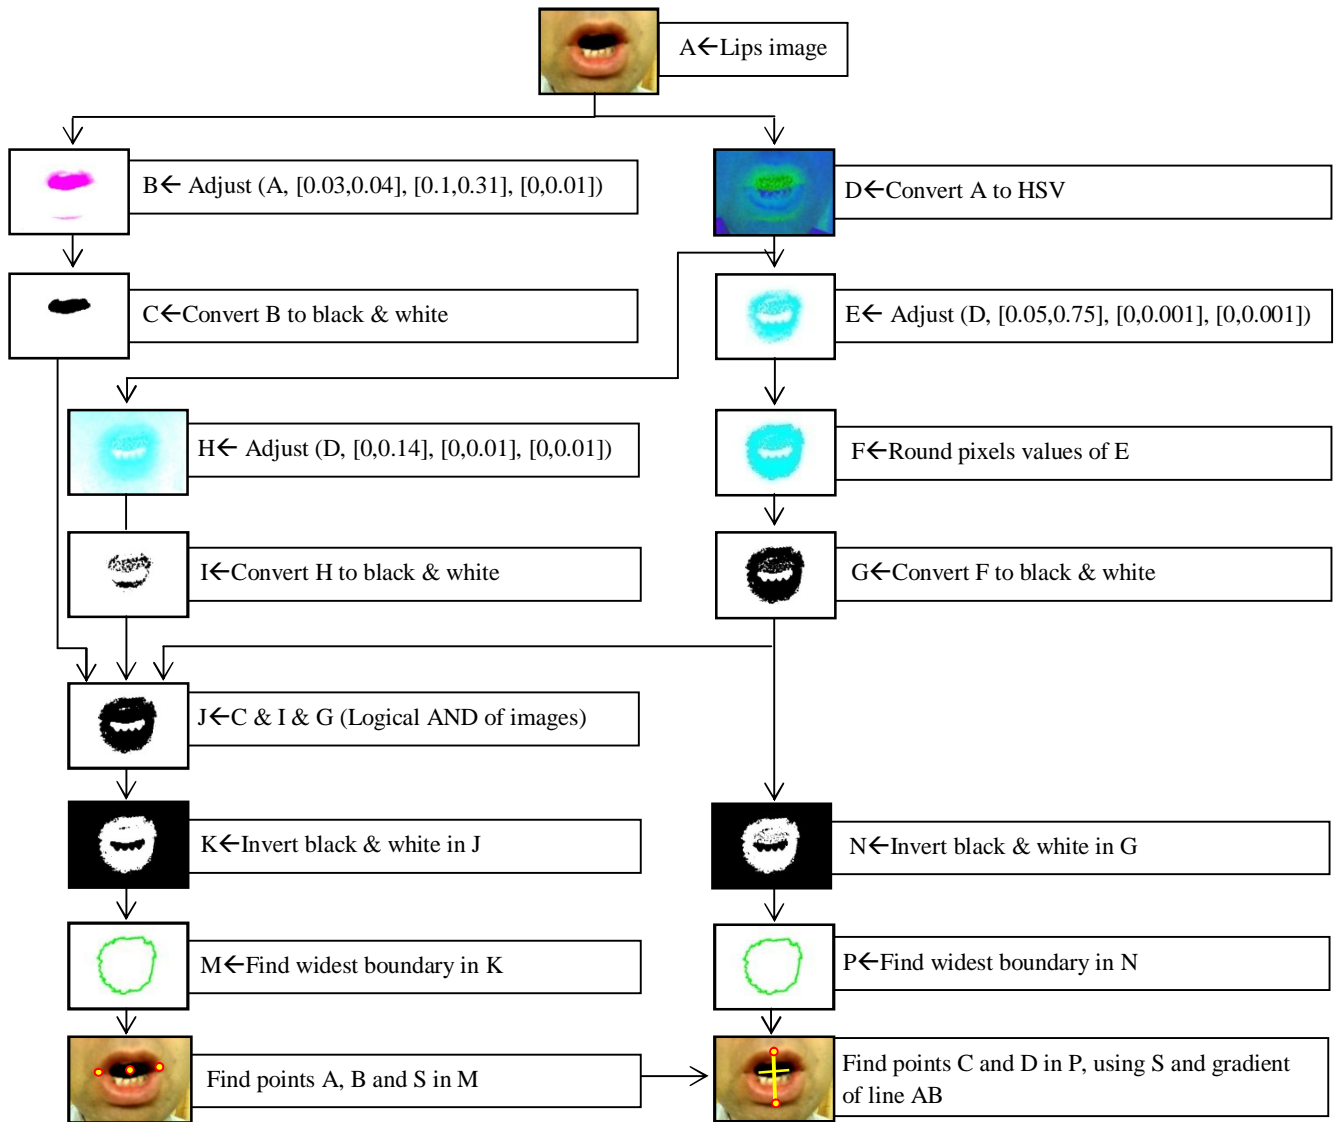 A←Lips image
B← Adjust (A, [0.03,0.04], [0.1,0.31], [0,0.01])
D←Convert A to HSV
C←Convert B to black & white
E← Adjust (D, [0.05,0.75], [0,0.001], [0,0.001])
H← Adjust (D, [0,0.14], [0,0.01], [0,0.01])
F←Round pixels values of E
I←Convert H to black & white
G←Convert F to black & white
J←C & I & G (Logical AND of images)
K←Invert black & white in J
N←Invert black & white in G
M←Find widest boundary in K
P←Find widest boundary in N
Find points A, B and S in M
Find points C and D in P, using S and gradient
of line AB